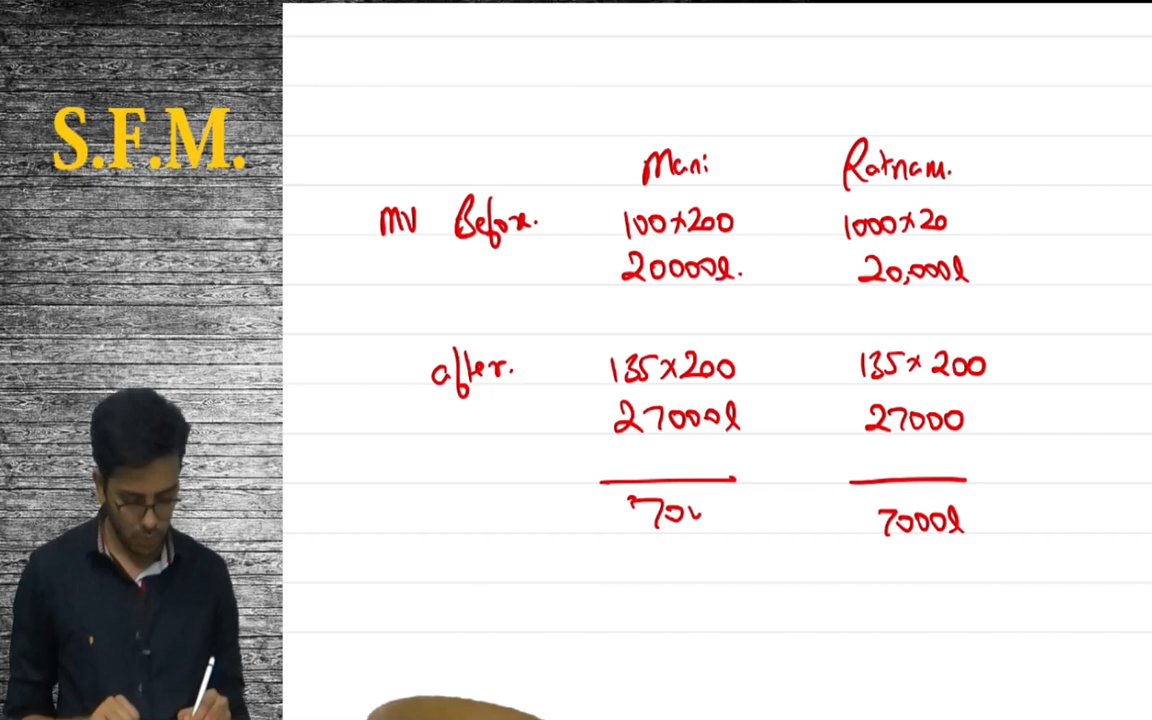 S.F.M.
Mani Ratnam.
MV Before. 100×200 1000×20
20000l. 20,000l
after. 135×200 135×200
27000l 27000
7000l